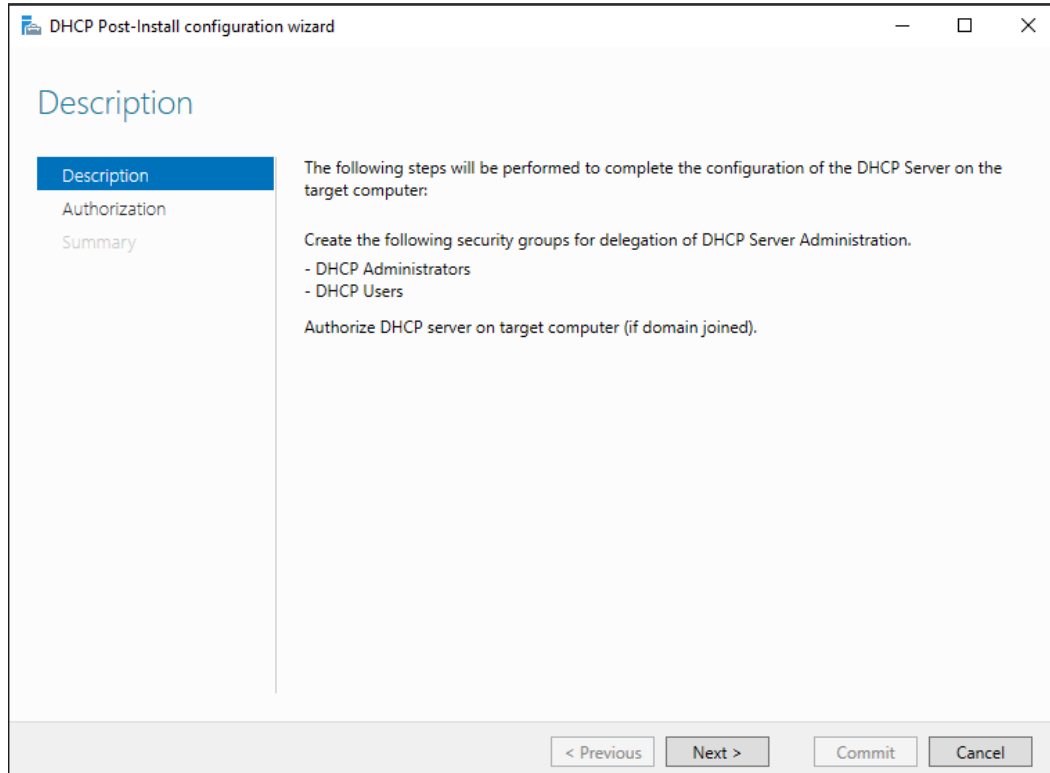 DHCP Post-Install configuration wizard
Description
Description
Authorization
Summary
The following steps will be performed to complete the configuration of the DHCP Server on the
target computer:
Create the following security groups for delegation of DHCP Server Administration.
- DHCP Administrators
- DHCP Users
Authorize DHCP server on target computer (if domain joined).
< Previous
Next >
Commit
Cancel